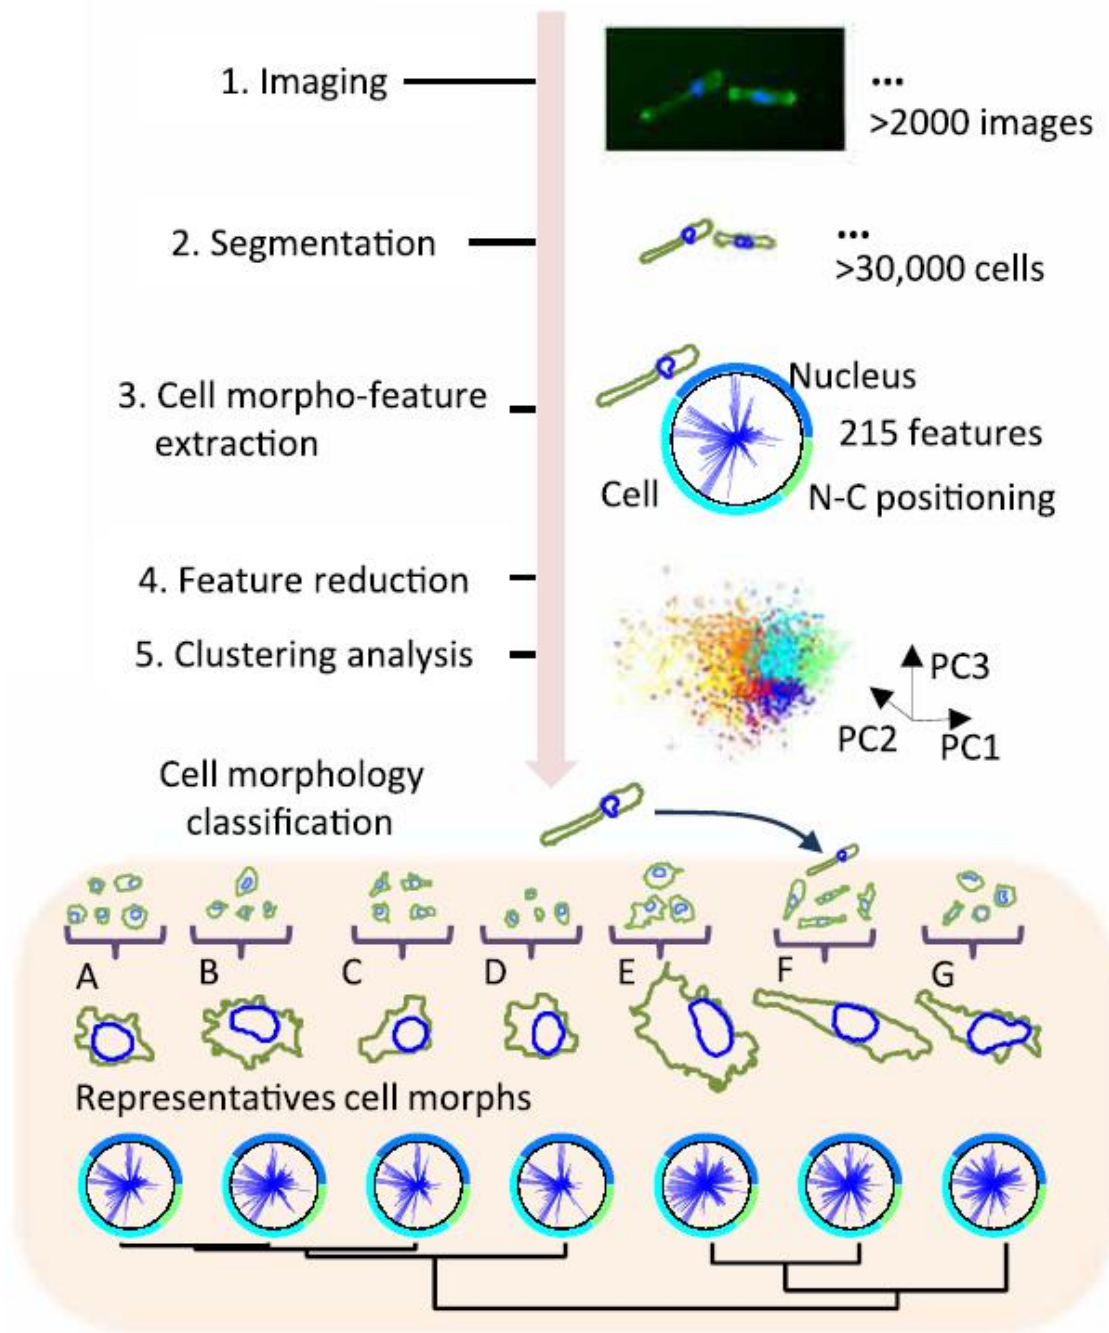 1. Imaging
...
>2000 images
2. Segmentation
...
>30,000 cells
3. Cell morpho-feature
extraction
Nucleus
215 features
Cell
N-C positioning
4. Feature reduction
5. Clustering analysis
PC3
PC2
PC1
Cell morphology
classification
A B C D E F G
Representatives cell morphs